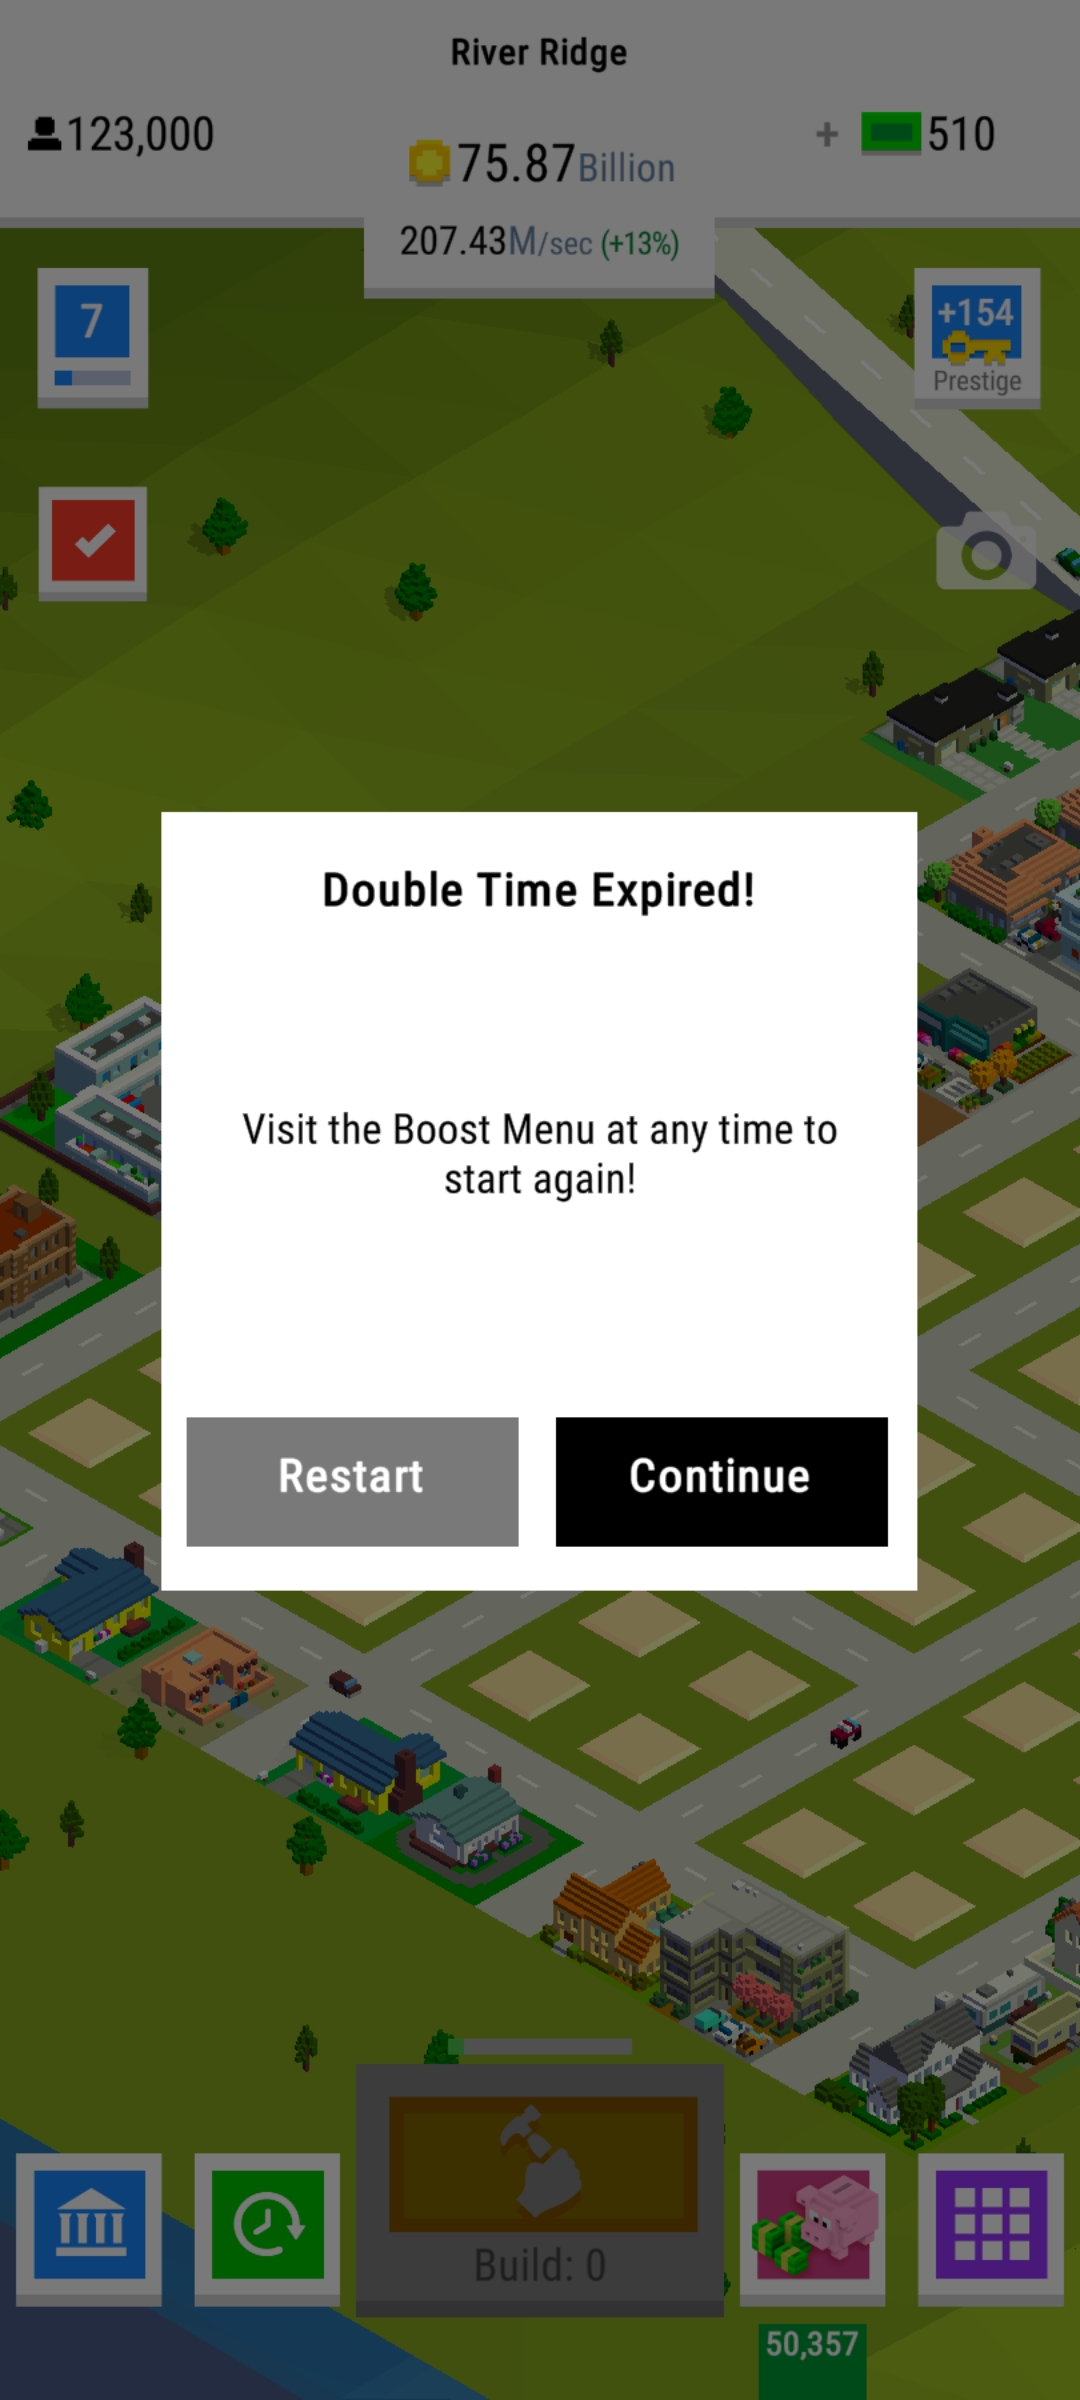 River Ridge
123,000
75.87Billion
+ 510
207.43M/sec (+13%)
7
+154
Prestige
Double Time Expired!
Visit the Boost Menu at any time to
start again!
Restart
Continue
Build: 0
50,357